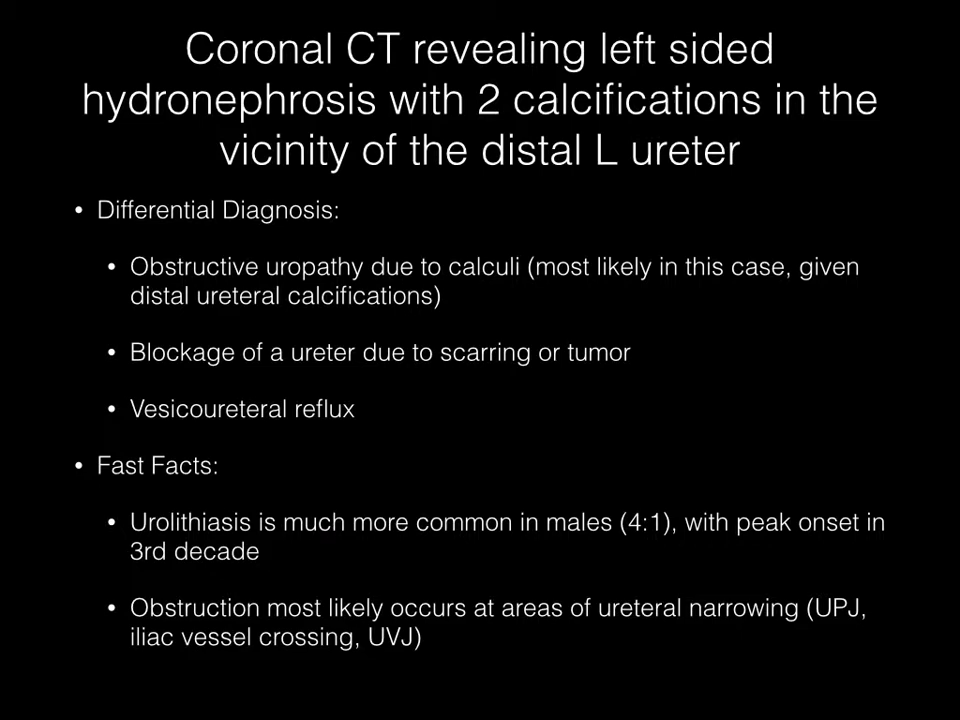 Coronal CT revealing left sided
hydronephrosis with 2 calcifications in the
vicinity of the distal L ureter
• Differential Diagnosis:
• Obstructive uropathy due to calculi (most likely in this case, given
distal ureteral calcifications)
• Blockage of a ureter due to scarring or tumor
• Vesicoureteral reflux
• Fast Facts:
• Urolithiasis is much more common in males (4:1), with peak onset in
3rd decade
• Obstruction most likely occurs at areas of ureteral narrowing (UPJ,
iliac vessel crossing, UVJ)